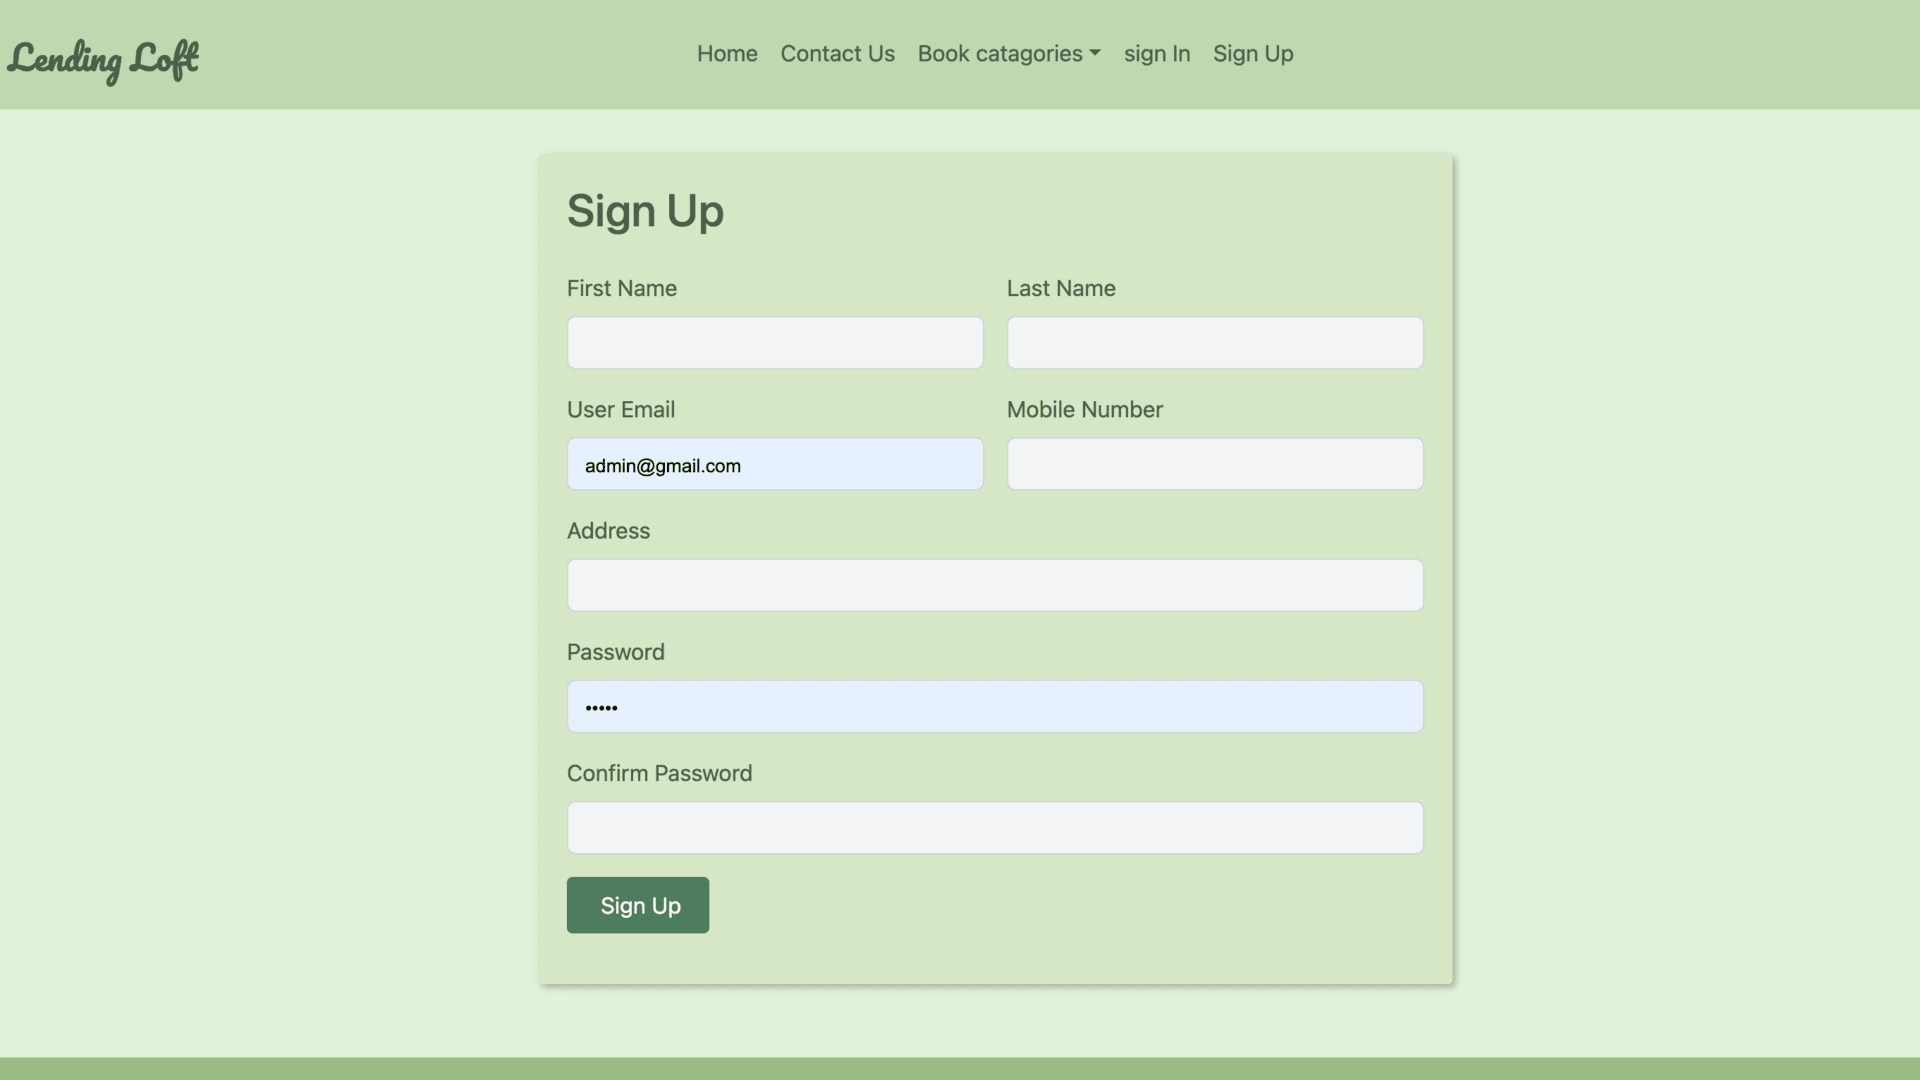 Lending Loft
Home Contact Us Book catagories sign In Sign Up
Sign Up
First Name Last Name
User Email Mobile Number
admin@gmail.com
Address
Password
•••••
Confirm Password
Sign Up